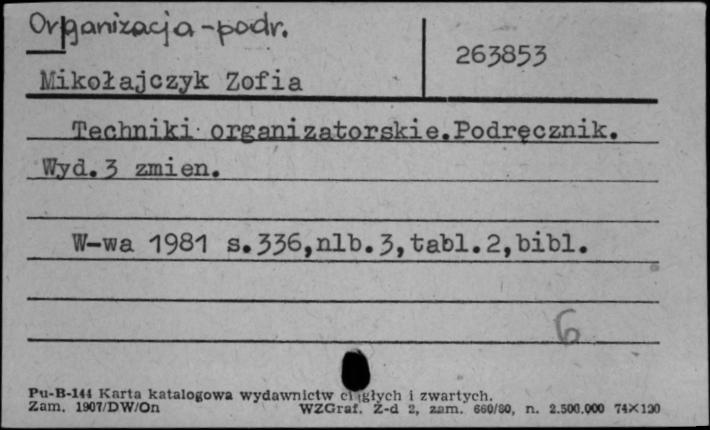 Organizacja-podr.
263853
Mikołajczyk Zofia
Techniki organizatorskie.Podręcznik.
Wyd.3 zmien.
W-wa 1981 s.336,nlb.3,tabl.2,bibl.
6
Pu-B-144 Karta katalogowa wydawnictw ciągłych i zwartych.
Zam. 1907/DW/On WZGraf. Z-d 2, zam. 660/80, n. 2.500.000 74×120